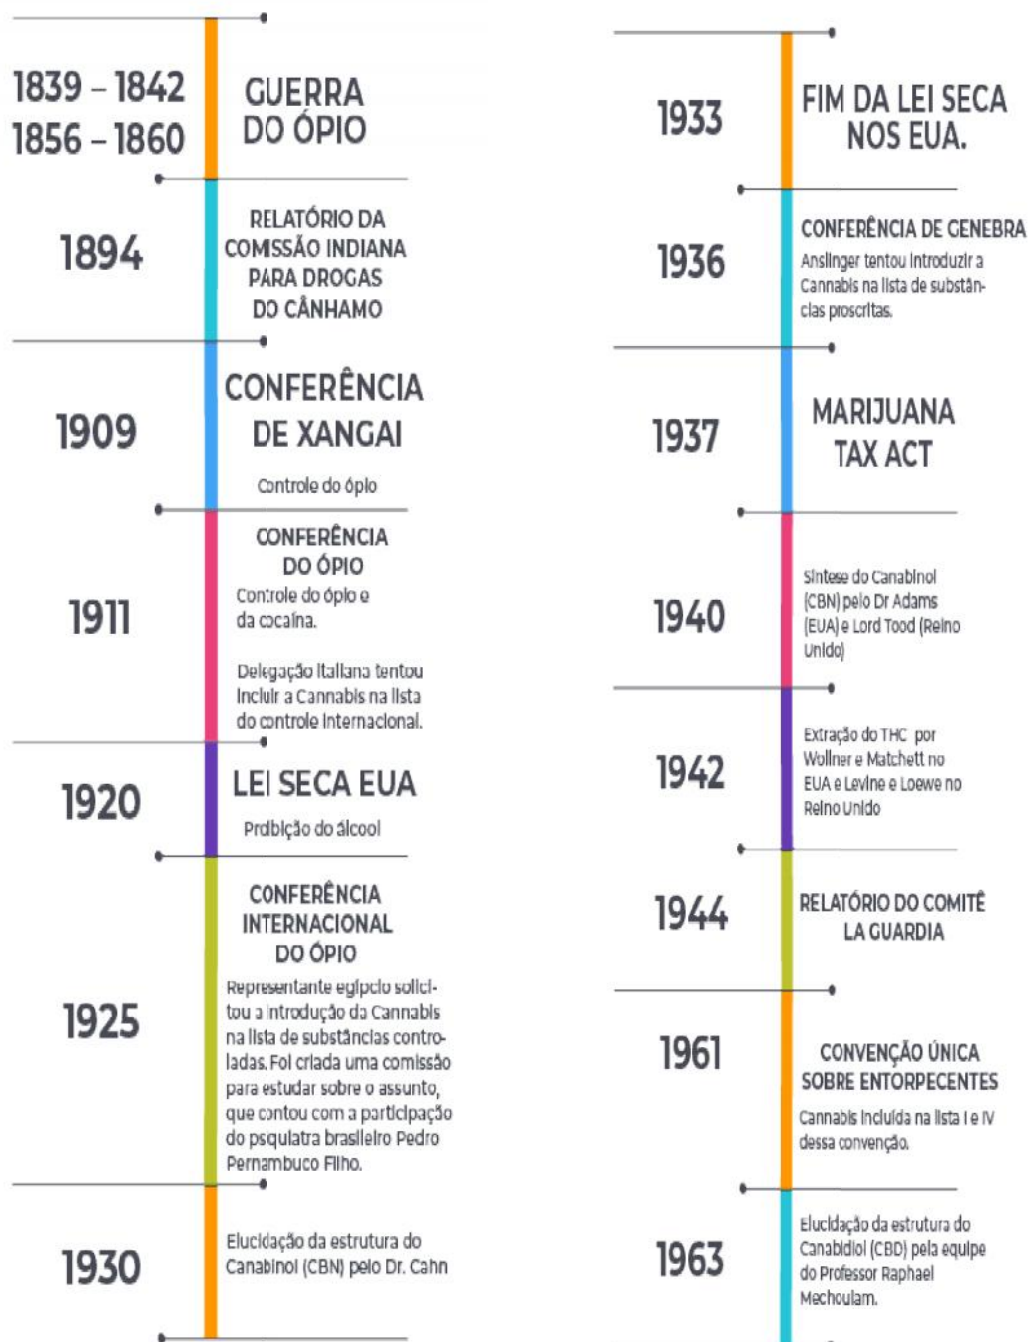 1839 – 1842
1856 – 1860
GUERRA
DO ÓPIO
1894
RELATÓRIO DA
COMISSÃO INDIANA
PARA DROGAS
DO CÂNHAMO
1909
CONFERÊNCIA
DE XANGAI
Controle do ópio
1911
CONFERÊNCIA
DO ÓPIO
Controle do ópio e
da cocaína.
Delegação italiana tentou
incluir a Cannabis na lista
do controle internacional.
1920
LEI SECA EUA
Proibição do álcool
1925
CONFERÊNCIA
INTERNACIONAL
DO ÓPIO
Representante egípcio solici-
tou a introdução da Cannabis
na lista de substâncias contro-
ladas. Foi criada uma comissão
para estudar sobre o assunto,
que contou com a participação
do psquiatra brasileiro Pedro
Pernambuco Filho.
1930
Elucidação da estrutura do
Canabinol (CBN) pelo Dr. Cahn
1933
FIM DA LEI SECA
NOS EUA.
1936
CONFERÊNCIA DE GENEBRA
Anslinger tentou introduzir a
Cannabis na lista de substân-
cias proscritas.
1937
MARIJUANA
TAX ACT
1940
Síntese do Canabinol
(CBN) pelo Dr Adams
(EUA) e Lord Tood (Reino
Unido)
1942
Extração do THC por
Wollner e Matchett no
EUA e Levine e Loewe no
Reino Unido
1944
RELATÓRIO DO COMITÊ
LA GUARDIA
1961
CONVENÇÃO ÚNICA
SOBRE ENTORPECENTES
Cannabis incluída na lista I e IV
dessa convenção.
1963
Elucidação da estrutura do
Canabidiol (CBD) pela equipe
do Professor Raphael
Mechoulam.